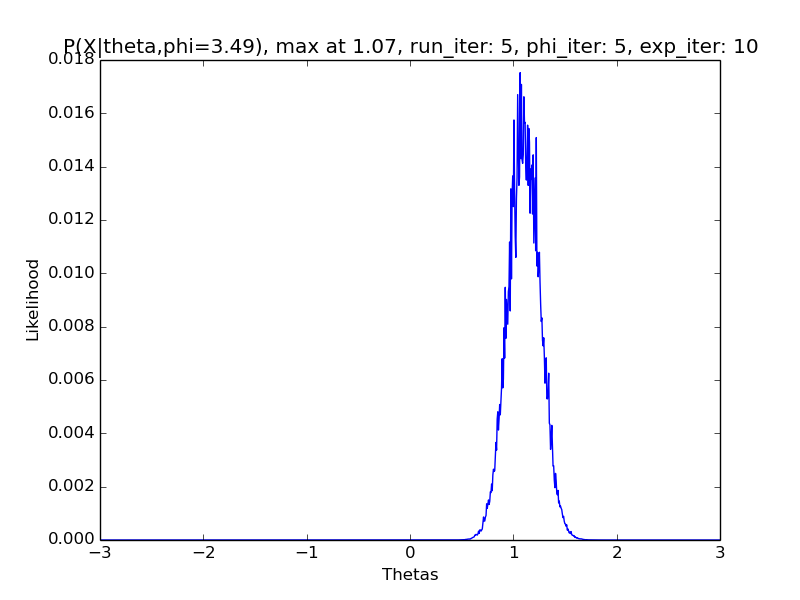 P(X|theta,phi=3.49), max at 1.07, run_iter: 5, phi_iter: 5, exp_iter: 10
0.018
0.016
0.014
0.012
0.010
0.008
0.006
0.004
0.002
0.000
Likelihood
−3 −2 −1 0 1 2 3
Thetas